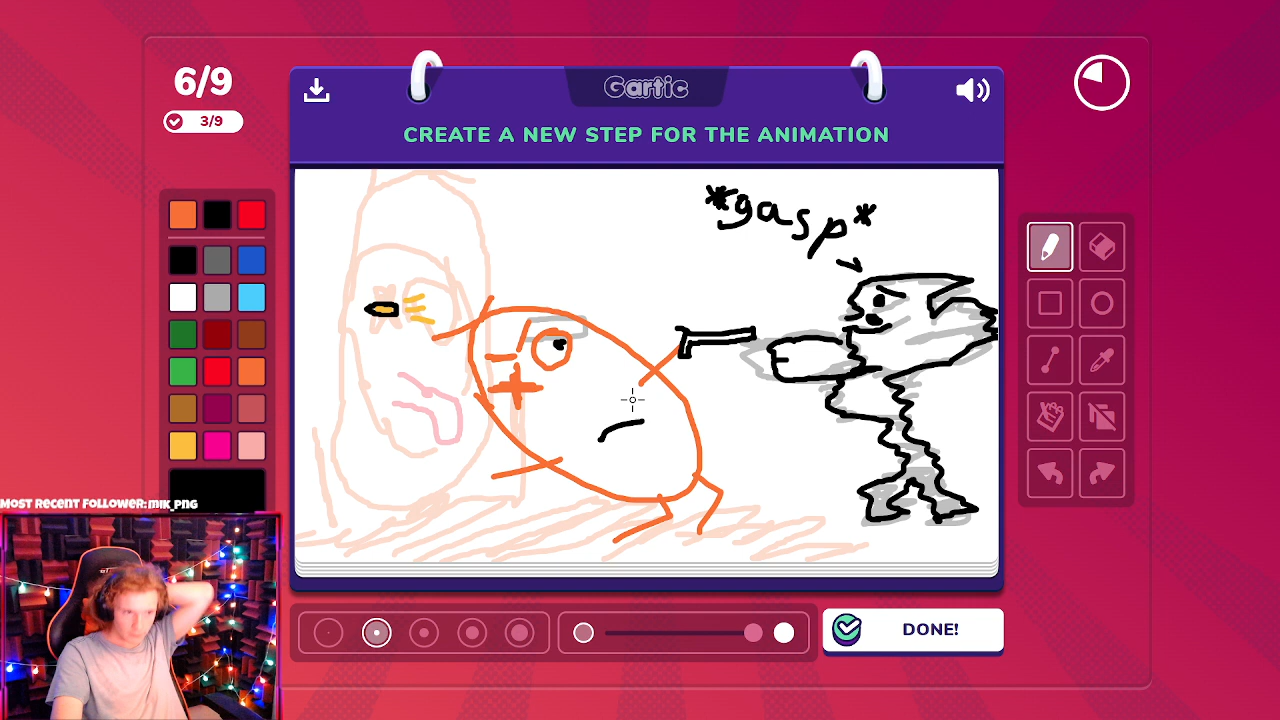 6/9
3/9
Gartic
CREATE A NEW STEP FOR THE ANIMATION
*gasp*
MOST RECENT FOLLOWER: MIK_PNG
DONE!